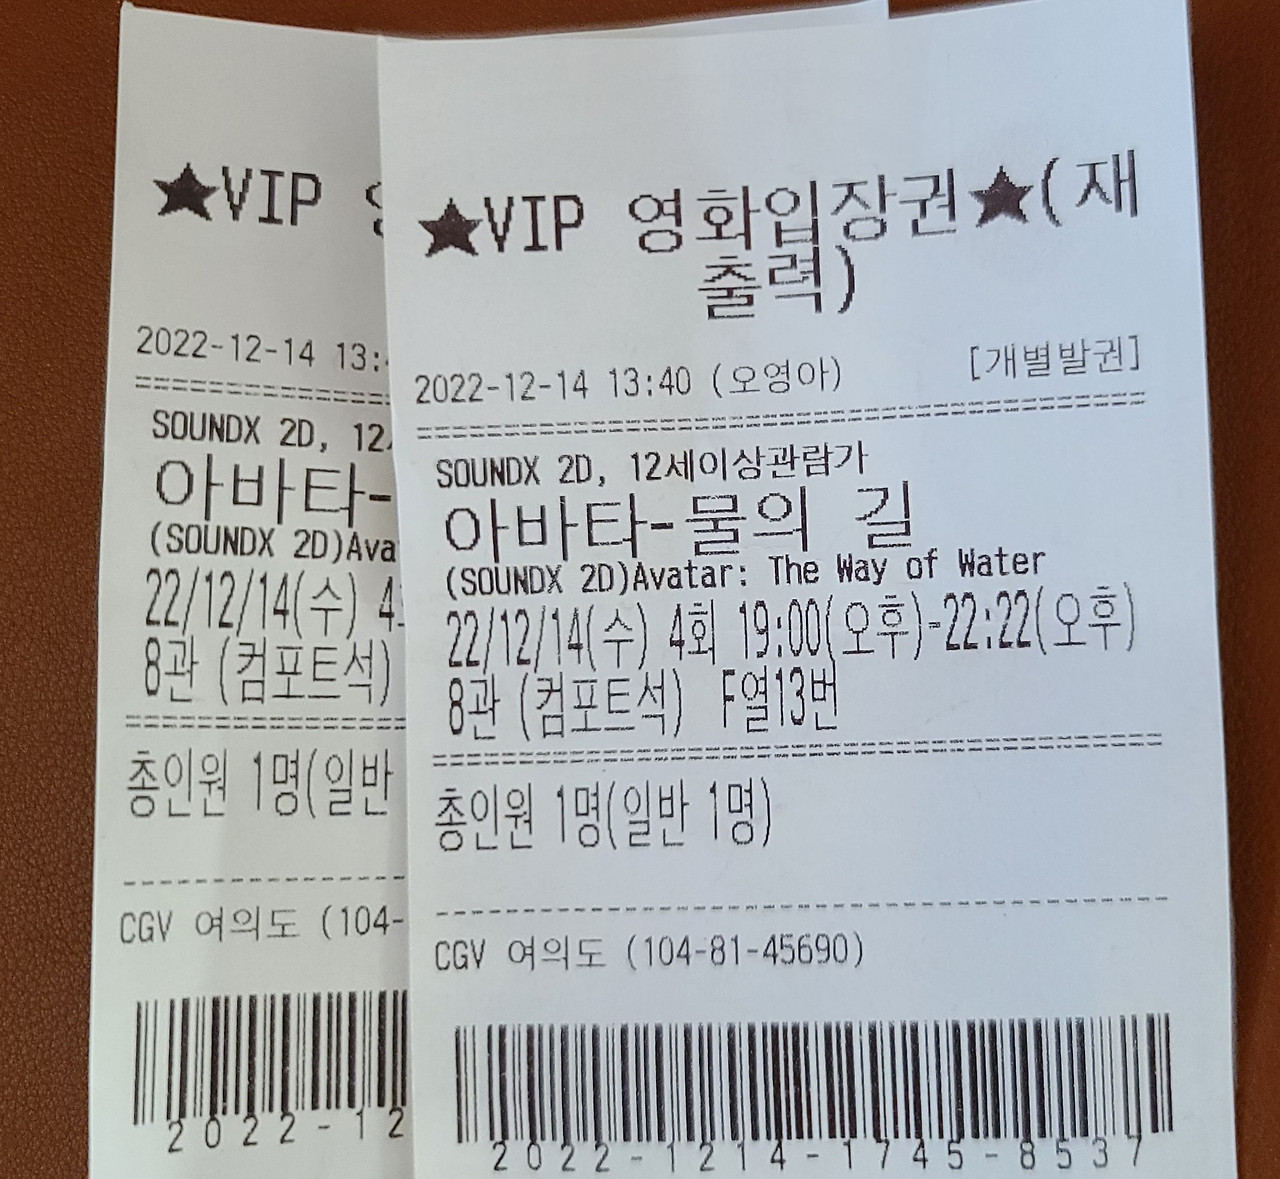 ★VIP
2022-12-14 13:
SOUNDX 2D, 12
아바타-
(SOUNDX 2D)Ava
22/12/14(수) 4
8관 (컴포트석)
총인원 1명(일반
CGV 여의도 (104-
2022-12
★VIP 영화입장권★(재
출력)
2022-12-14 13:40 (오영아) [개별발권]
SOUNDX 2D, 12세이상관람가
아바타-물의 길
(SOUNDX 2D)Avatar: The Way of Water
22/12/14(수) 4회 19:00(오후)-22:22(오후)
8관 (컴포트석) F열13번
총인원 1명(일반 1명)
CGV 여의도 (104-81-45690)
2022-1214-1745-8537